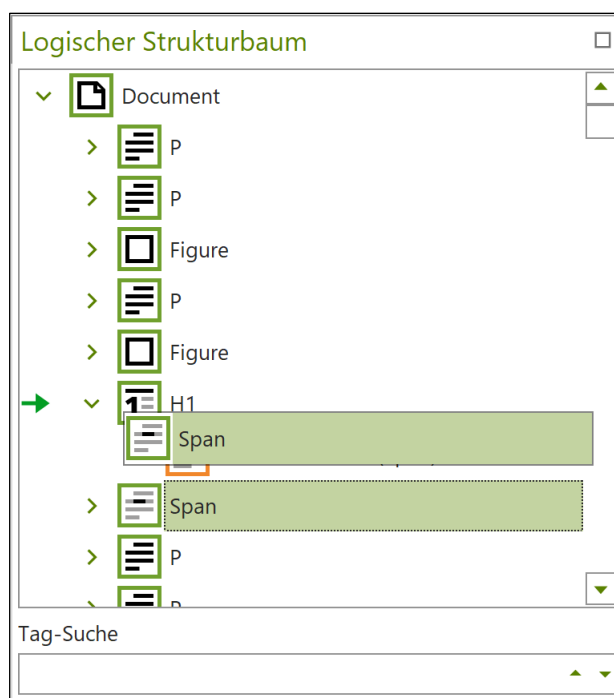 Logischer Strukturbaum
Document
P
P
Figure
P
Figure
H1
Span
Span
P
Tag-Suche